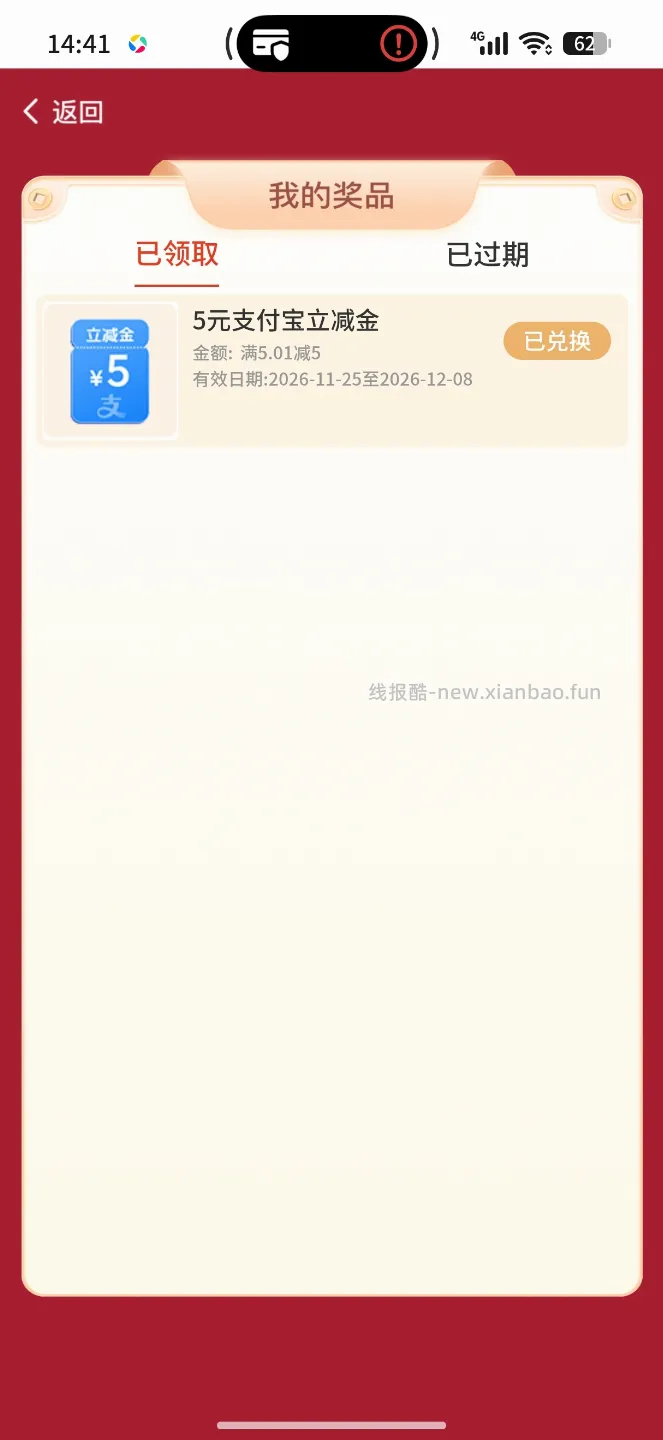 14:41
4G
62
返回
我的奖品
已领取
已过期
立减金
¥5
支
5元支付宝立减金
金额: 满5.01减5
有效日期:2026-11-25至2026-12-08
已兑换
线报酷-new.xianbao.fun